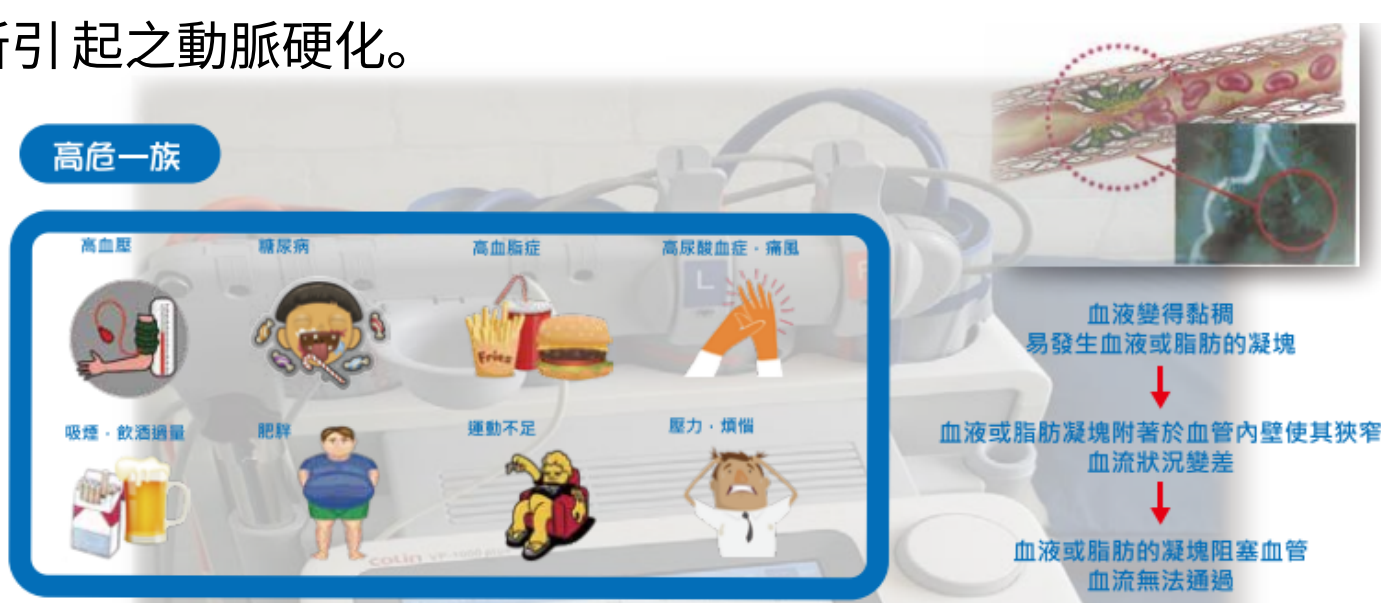 引起之動脈硬化。
高危一族
高血壓
糖尿病
高血脂症
高尿酸血症．痛風
吸煙．飲酒過量
肥胖
運動不足
壓力．煩惱
Fries
L
colin VP-1000 plus
血液變得黏稠
易發生血液或脂肪的凝塊
血液或脂肪凝塊附著於血管內壁使其狹窄
血流狀況變差
血液或脂肪的凝塊阻塞血管
血流無法通過